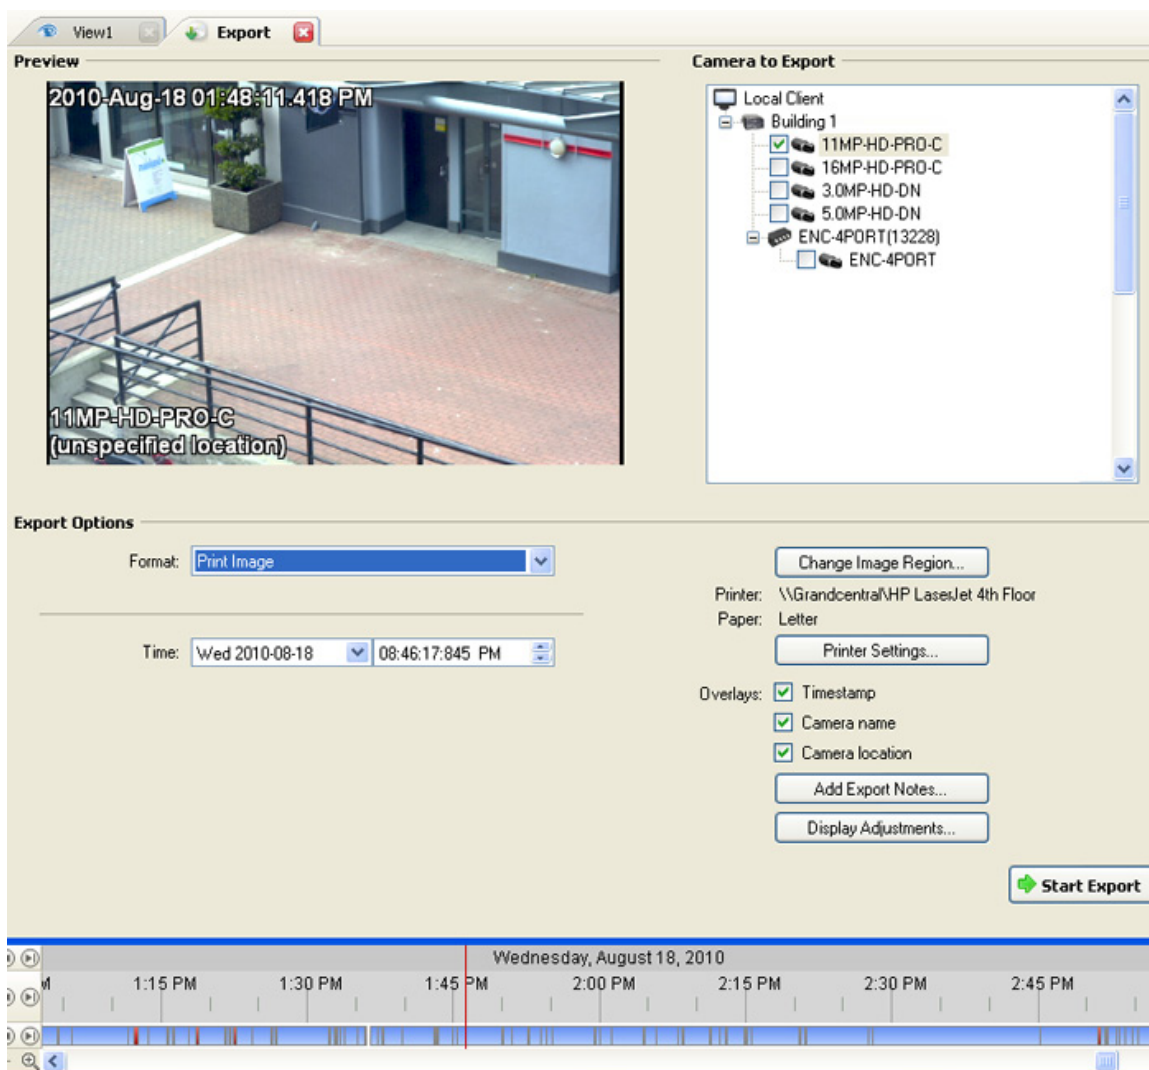 View1
Export
Preview
Camera to Export
2010-Aug-18 01:48:11.418 PM
11MP-HD-PRO-C
(unspecified location)
Local Client
Building 1
11MP-HD-PRO-C
16MP-HD-PRO-C
3.0MP-HD-DN
5.0MP-HD-DN
ENC-4PORT(13228)
ENC-4PORT
Export Options
Format: Print Image
Time: Wed 2010-08-18 08:46:17:845 PM
Change Image Region...
Printer: \\Grandcentral\HP LaserJet 4th Floor
Paper: Letter
Printer Settings...
Overlays: Timestamp
Camera name
Camera location
Add Export Notes...
Display Adjustments...
Start Export
Wednesday, August 18, 2010
1:15 PM 1:30 PM 1:45 PM 2:00 PM 2:15 PM 2:30 PM 2:45 PM